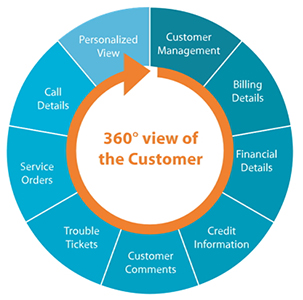 360° view of
the Customer
Customer
Management
Billing
Details
Financial
Details
Credit
Information
Customer
Comments
Trouble
Tickets
Service
Orders
Call
Details
Personalized
View